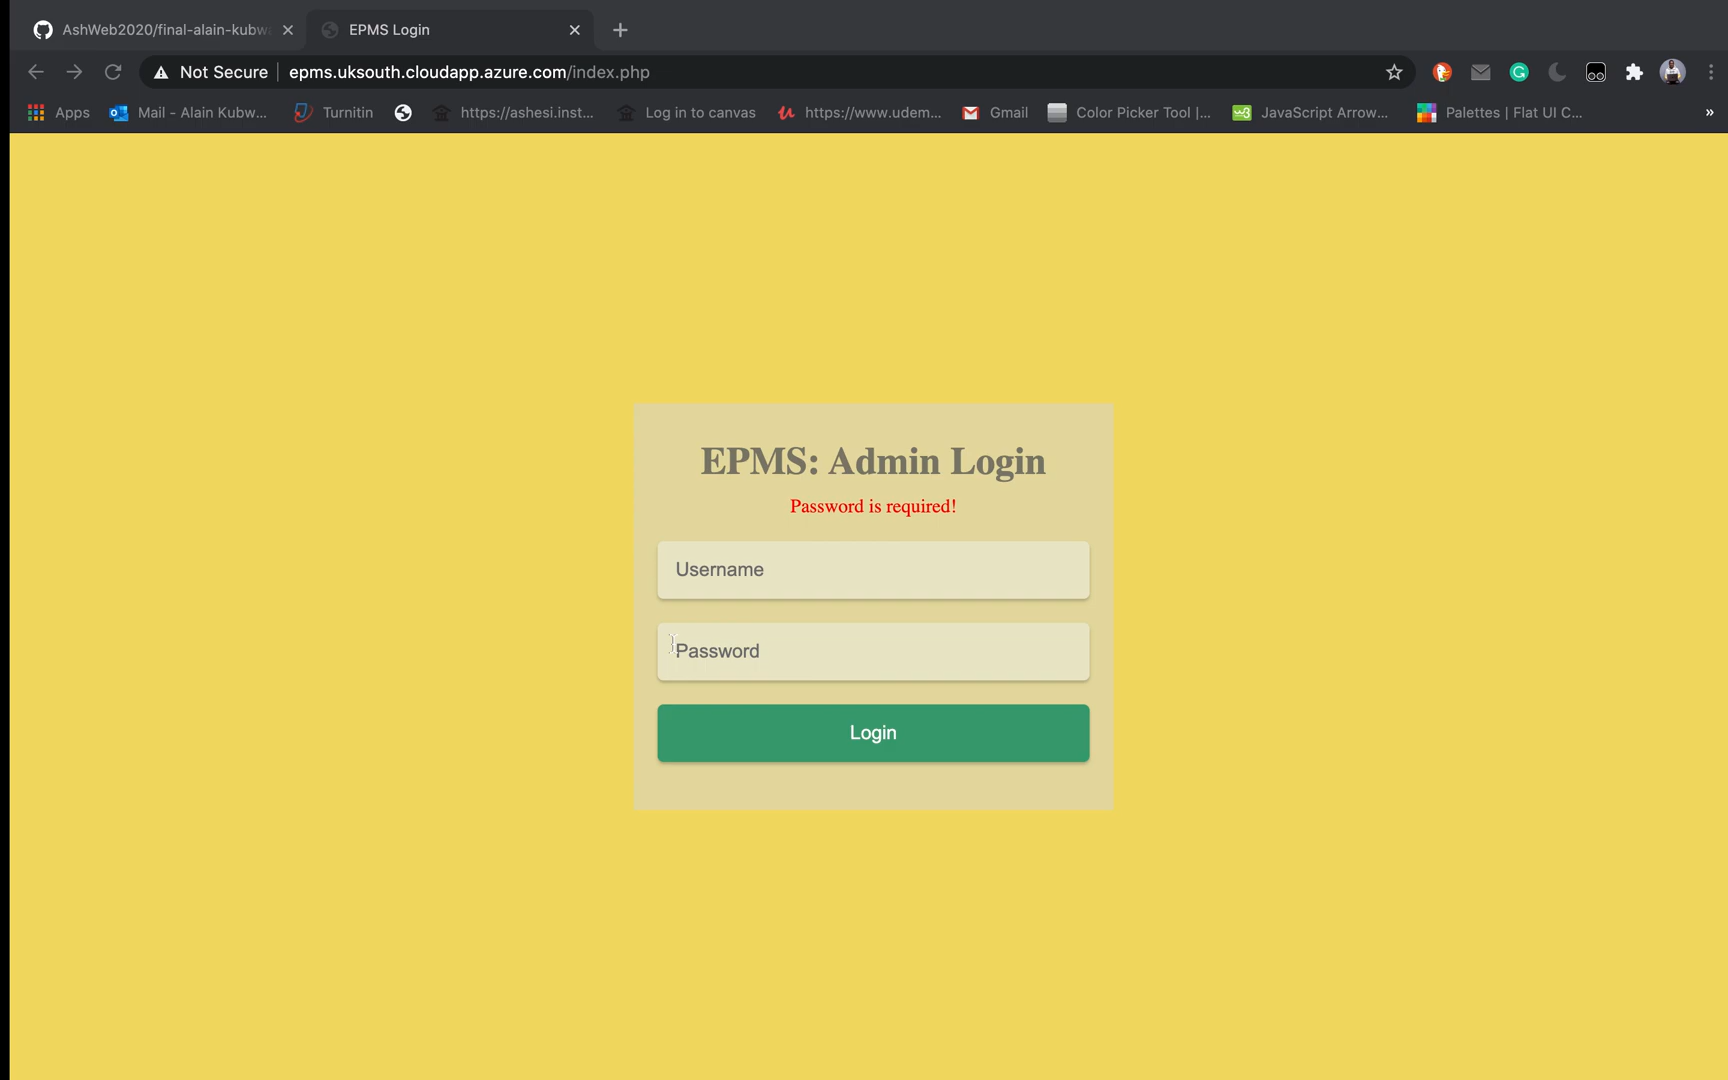 AshWeb2020/final-alain-kubw
EPMS Login
Not Secure epms.uksouth.cloudapp.azure.com/index.php
Apps Mail - Alain Kubw... Turnitin https://ashesi.inst... Log in to canvas https://www.udem... Gmail Color Picker Tool |... JavaScript Arrow... Palettes | Flat UI C... »
EPMS: Admin Login
Password is required!
Username
Password
Login